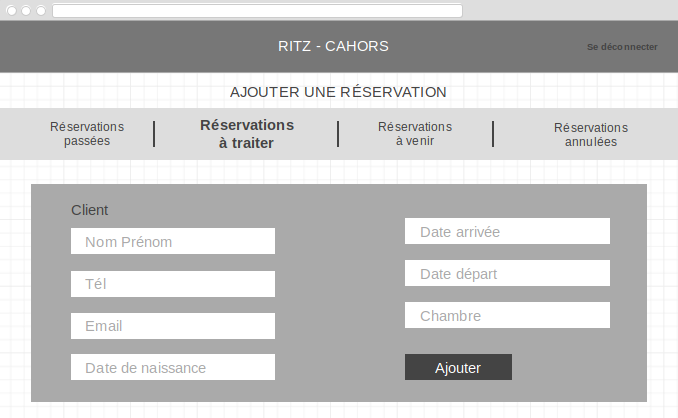 RITZ - CAHORS
Se déconnecter
AJOUTER UNE RÉSERVATION
Réservations
passées
Réservations
à traiter
Réservations
à venir
Réservations
annulées
Client
Nom Prénom
Tél
Email
Date de naissance
Date arrivée
Date départ
Chambre
Ajouter